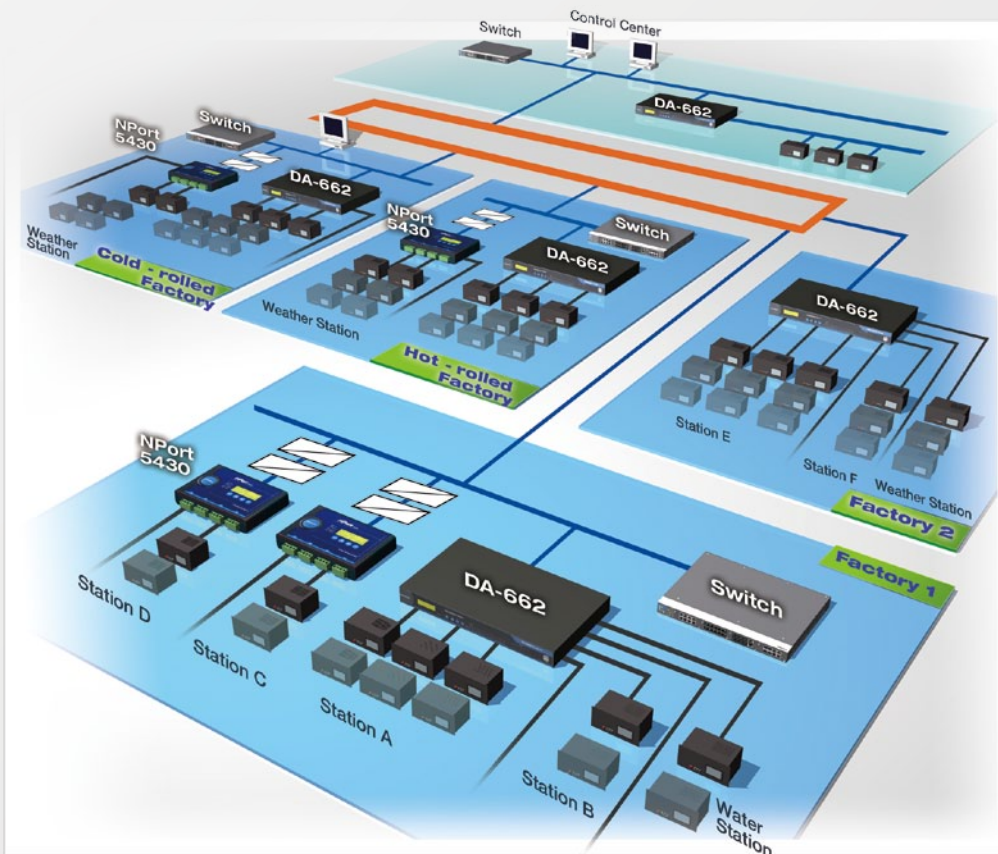 Control Center
Switch
DA-662
NPort
5430
Switch
DA-662
Weather
Station
Cold - rolled
Factory
NPort
5430
Switch
DA-662
Weather Station
Hot - rolled
Factory
DA-662
Station E
Station F
Weather Station
Factory 2
Factory 1
NPort
5430
DA-662
Switch
Station D
Station C
Station A
Station B
Water
Station